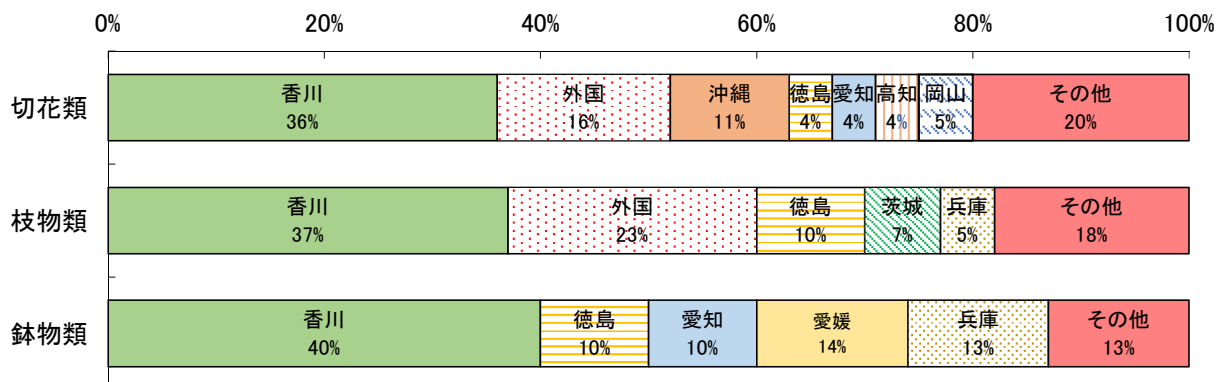 0% 20% 40% 60% 80% 100%
切花類
香川 外国 沖縄 徳島 愛知 高知 岡山 その他
36% 16% 11% 4% 4% 4% 5% 20%
枝物類
香川 外国 徳島 茨城 兵庫 その他
37% 23% 10% 7% 5% 18%
鉢物類
香川 徳島 愛知 愛媛 兵庫 その他
40% 10% 10% 14% 13% 13%